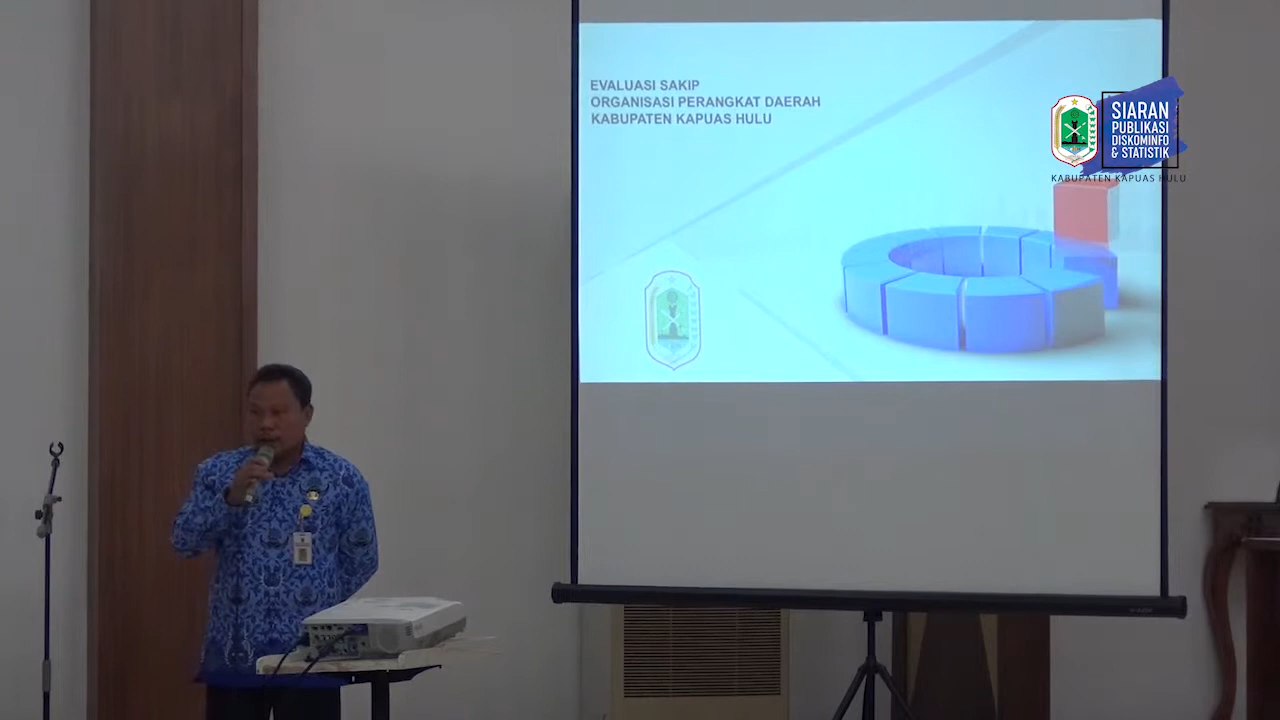 EVALUASI SAKIP
ORGANISASI PERANGKAT DAERAH
KABUPATEN KAPUAS HULU
SIARAN
PUBLIKASI
DISKOMINFO
& STATISTIK
KABUPATEN KAPUAS HULU